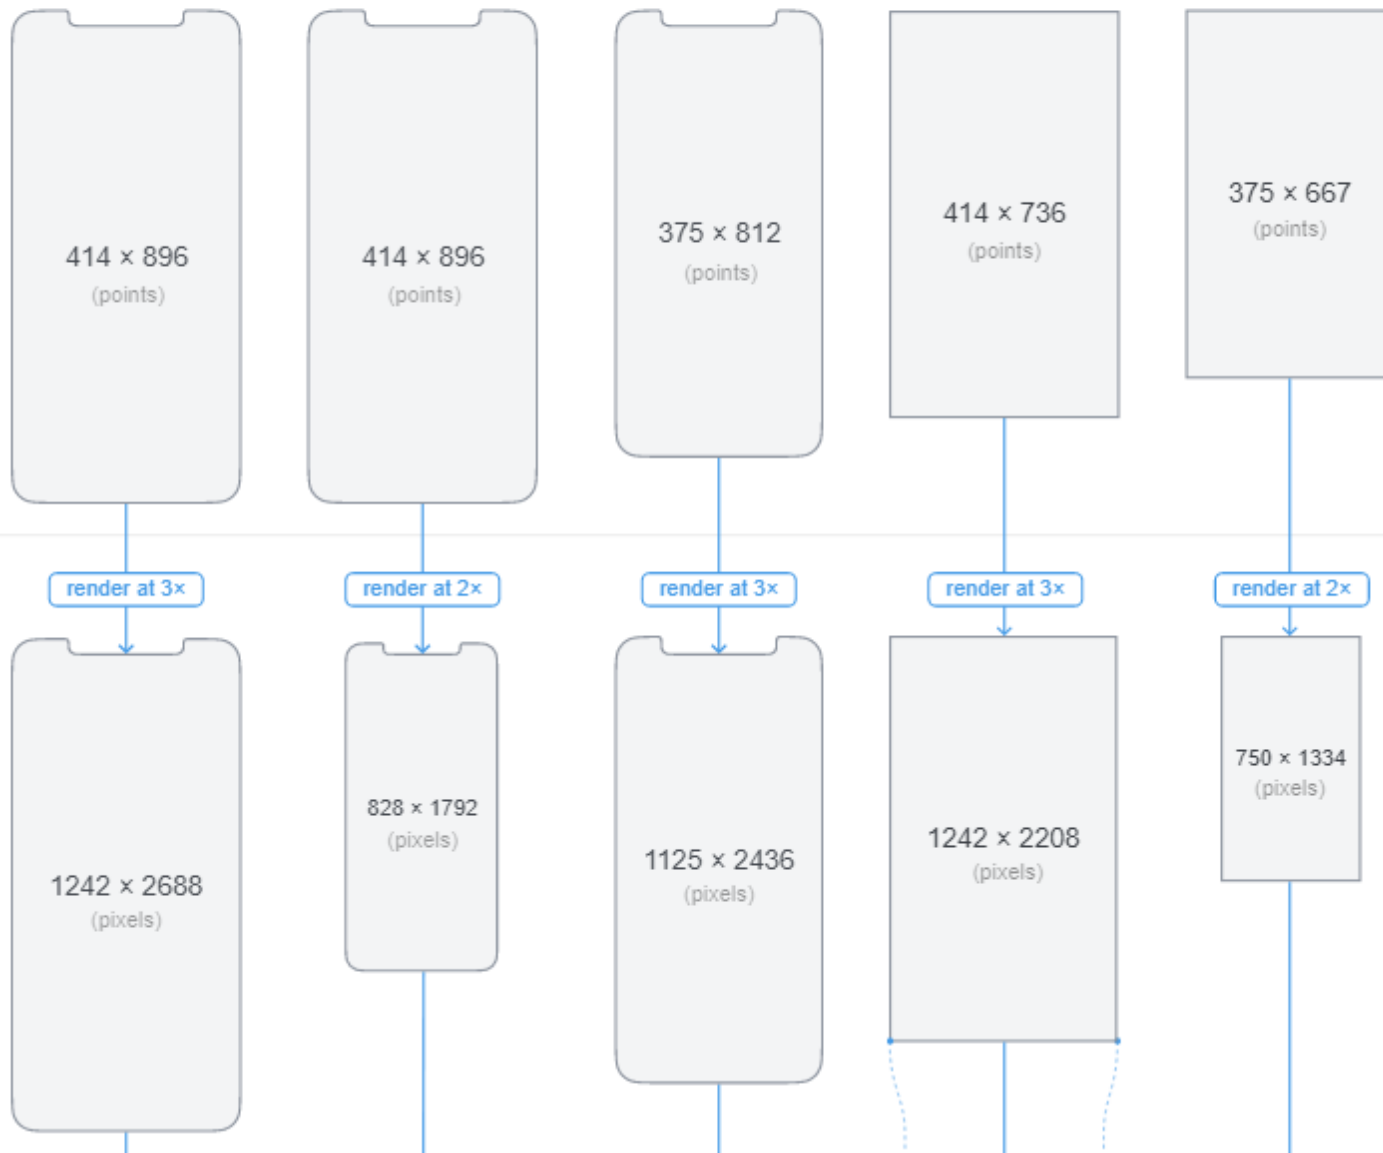 414 × 896
(points)
414 × 896
(points)
375 × 812
(points)
414 × 736
(points)
375 × 667
(points)
render at 3×
render at 2×
render at 3×
render at 3×
render at 2×
1242 × 2688
(pixels)
828 × 1792
(pixels)
1125 × 2436
(pixels)
1242 × 2208
(pixels)
750 × 1334
(pixels)